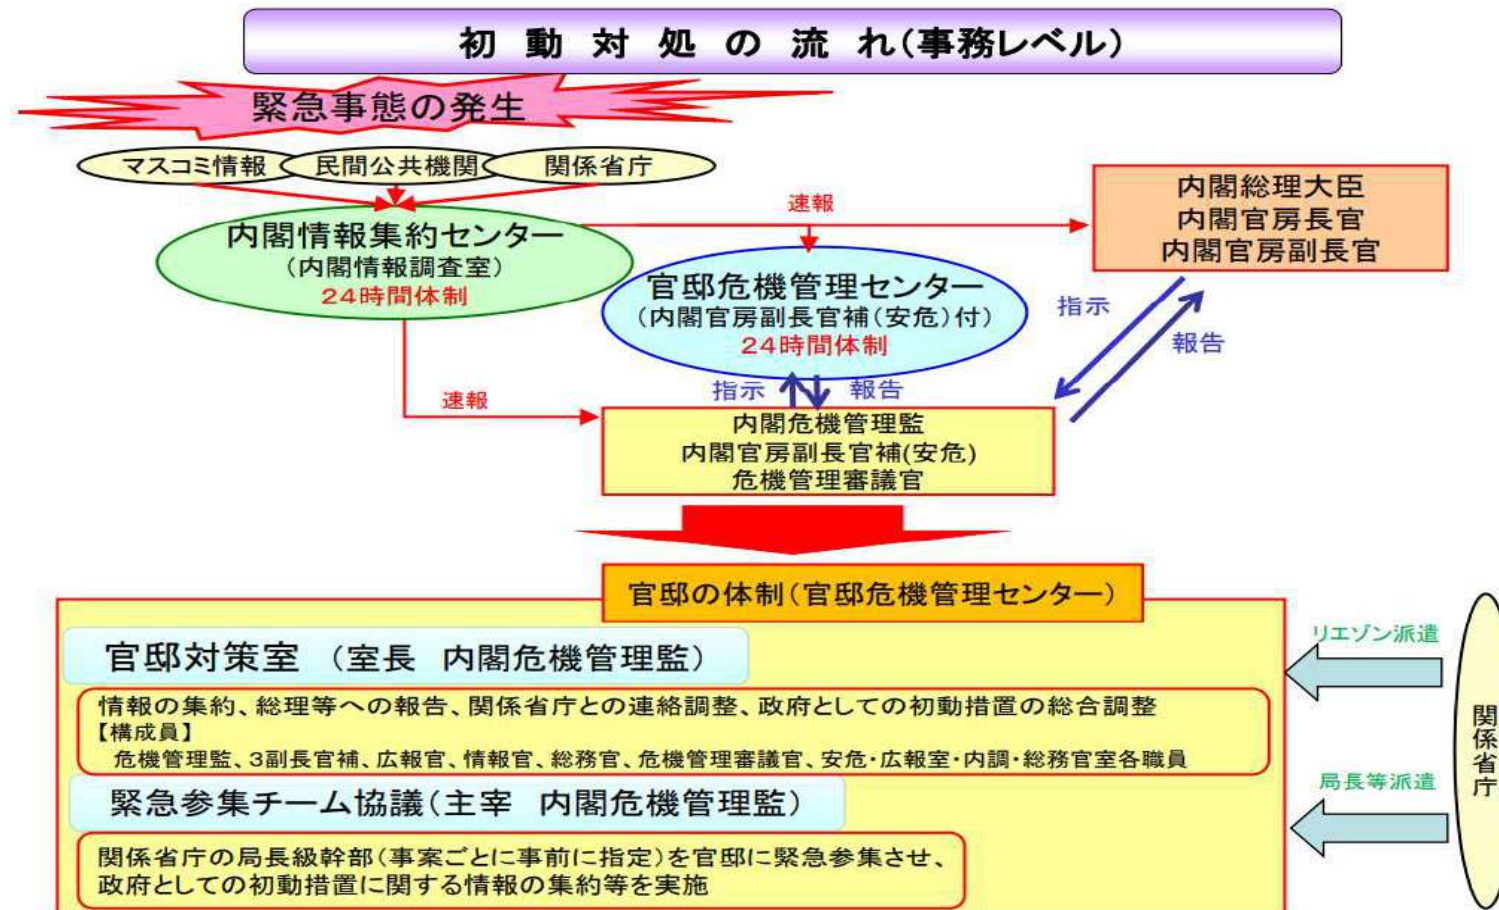 初動対処の流れ(事務レベル)
緊急事態の発生
マスコミ情報
民間公共機関
関係省庁
内閣情報集約センター
(内閣情報調査室)
24時間体制
速報
内閣総理大臣
内閣官房長官
内閣官房副長官
官邸危機管理センター
(内閣官房副長官補(安危)付)
24時間体制
指示
報告
指示
報告
速報
内閣危機管理監
内閣官房副長官補(安危)
危機管理審議官
官邸の体制(官邸危機管理センター)
官邸対策室 (室長 内閣危機管理監)
情報の集約、総理等への報告、関係省庁との連絡調整、政府としての初動措置の総合調整
【構成員】
危機管理監、3副長官補、広報官、情報官、総務官、危機管理審議官、安危・広報室・内調・総務官室各職員
緊急参集チーム協議(主宰 内閣危機管理監)
関係省庁の局長級幹部(事案ごとに事前に指定)を官邸に緊急参集させ、
政府としての初動措置に関する情報の集約等を実施
リエゾン派遣
局長等派遣
関係省庁